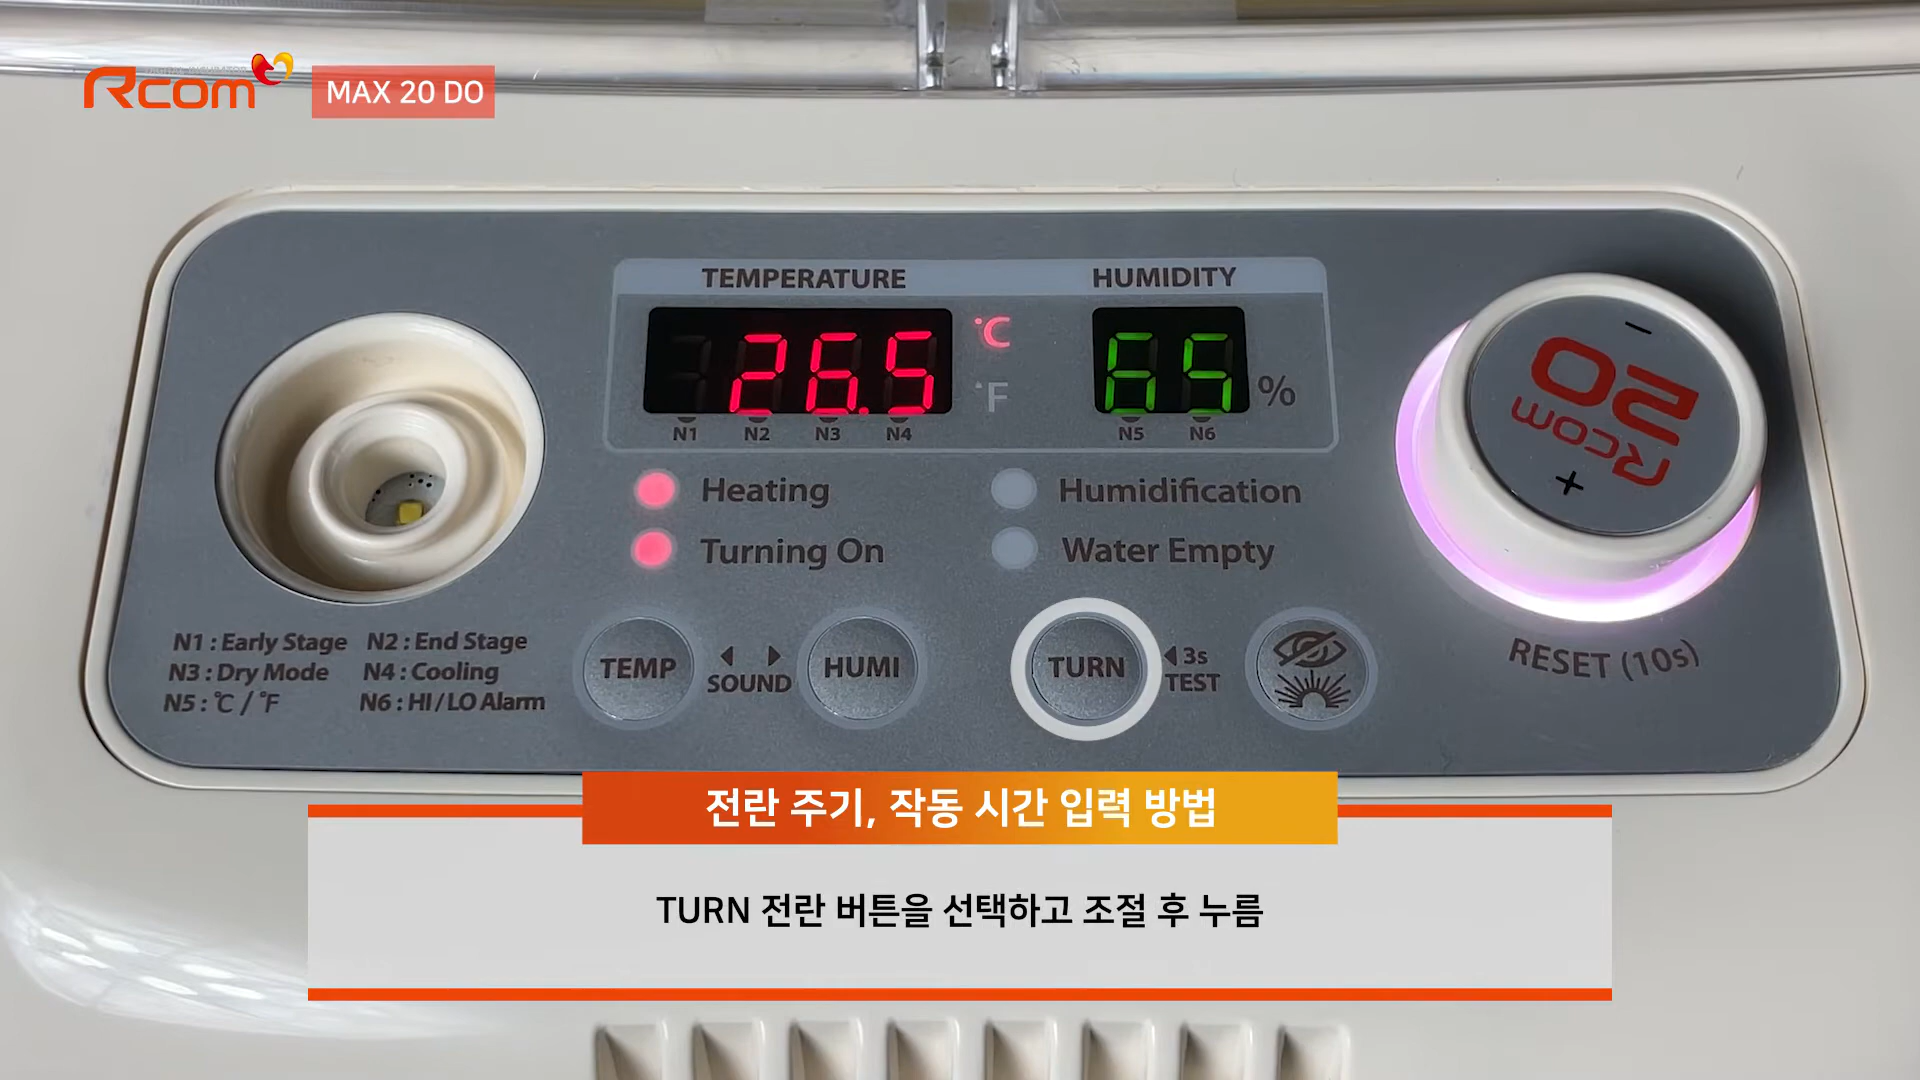 Rcom
MAX 20 DO
TEMPERATURE
HUMIDITY
26.5
°C
°F
65
%
N1 N2 N3 N4
N5 N6
Heating
Humidification
Turning On
Water Empty
N1 : Early Stage N2 : End Stage
N3 : Dry Mode N4 : Cooling
N5 : ℃ / ℉ N6 : HI / LO Alarm
TEMP
◀ ▶
SOUND
HUMI
TURN
◀ 3s
TEST
−
Rcom
20
+
RESET (10s)
전란 주기, 작동 시간 입력 방법
TURN 전란 버튼을 선택하고 조절 후 누름